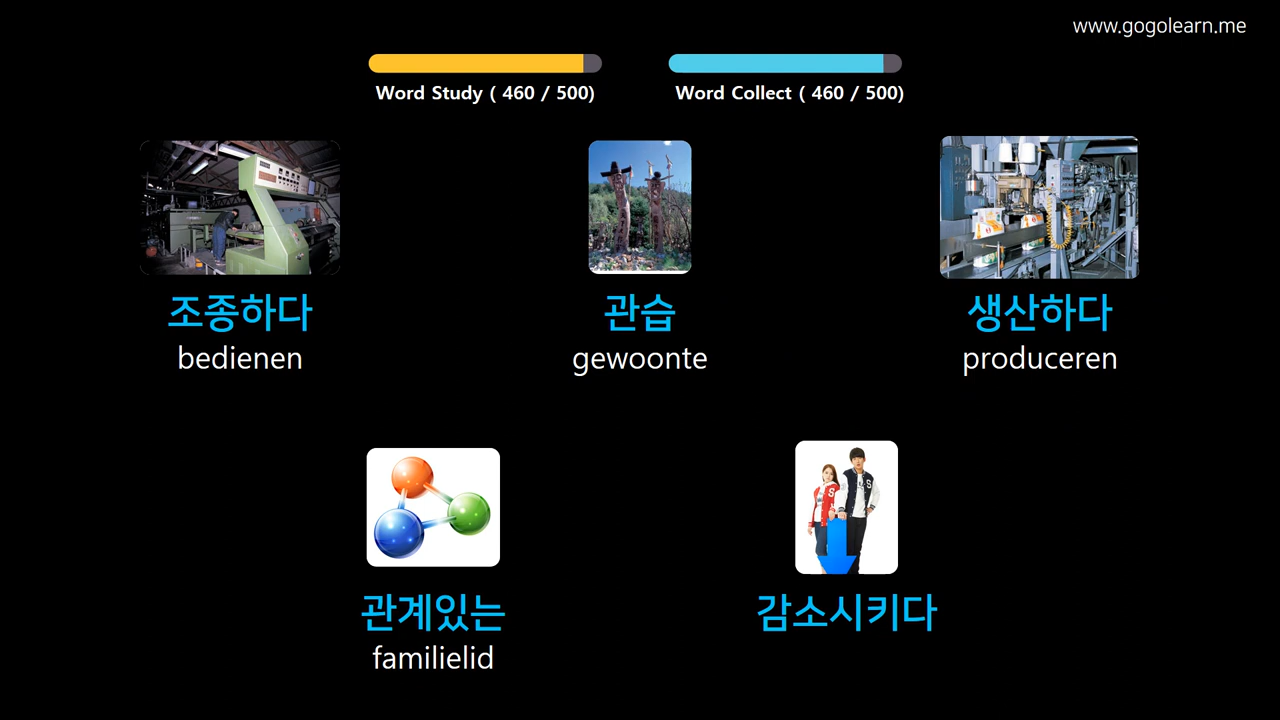 www.gogolearn.me
Word Study ( 460 / 500)
Word Collect ( 460 / 500)
조종하다
bedienen
관습
gewoonte
생산하다
produceren
관계있는
familielid
감소시키다